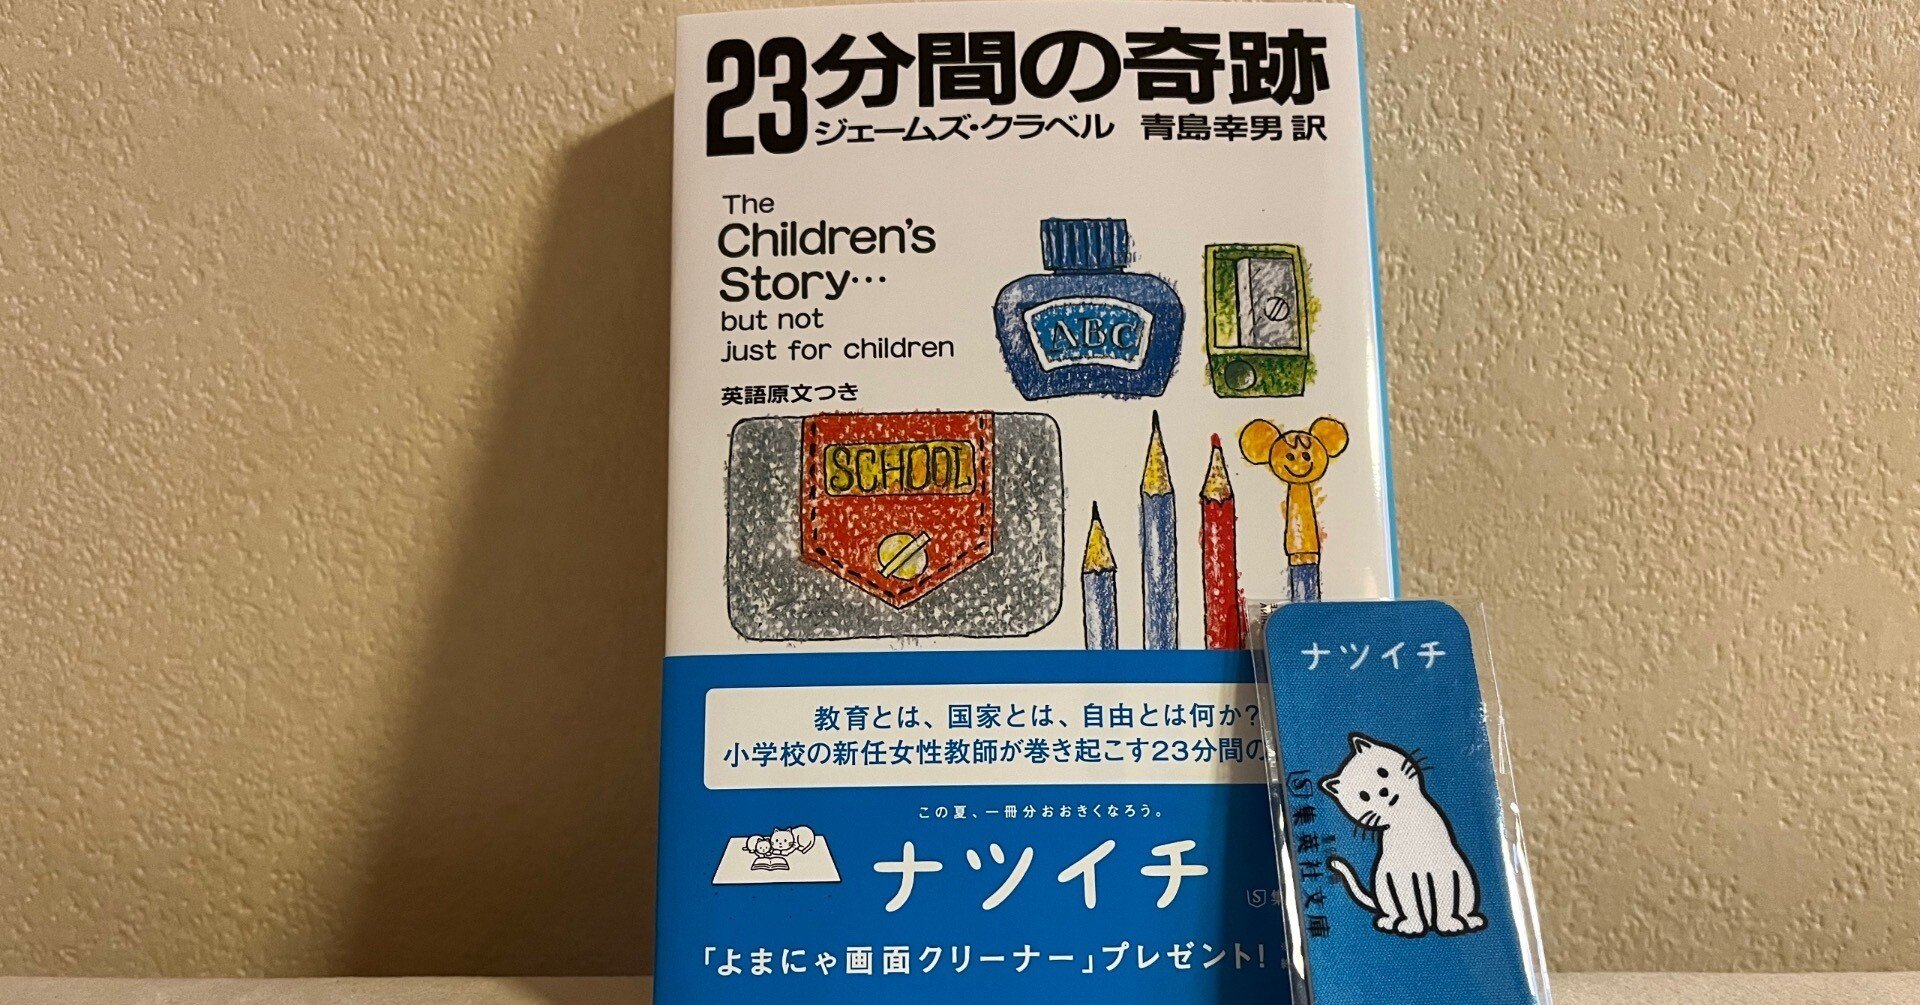 23分間の奇跡
ジェームズ・クラベル 青島幸男 訳
The
Children's
Story…
but not
just for children
英語原文つき
ABC
SCHOOL
教育とは、国家とは、自由とは何か?
小学校の新任女性教師が巻き起こす23分間の
この夏、一冊分おおきくなろう。
ナツイチ
S 集
「よまにゃ画面クリーナー」プレゼント!
ナツイチ
S 集英社文庫